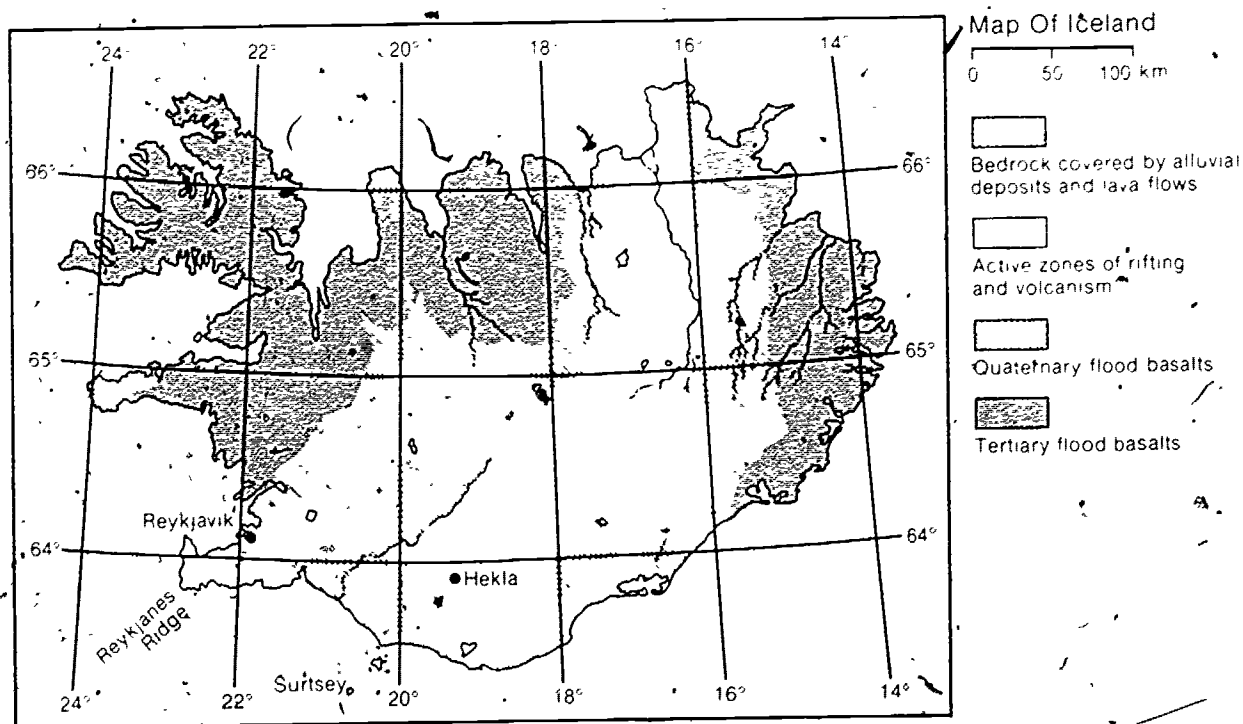 Map Of Iceland
0 50 100 km
24° 22° 20° 18° 16° 14°
66° 66°
65° 65°
64° 64°
Reykjavik
Hekla
Reykjanes
Ridge
Surtsey
24° 22° 20° 18° 16° 14°
Bedrock covered by alluvial
deposits and lava flows
Active zones of rifting
and volcanism
Quaternary flood basalts
Tertiary flood basalts